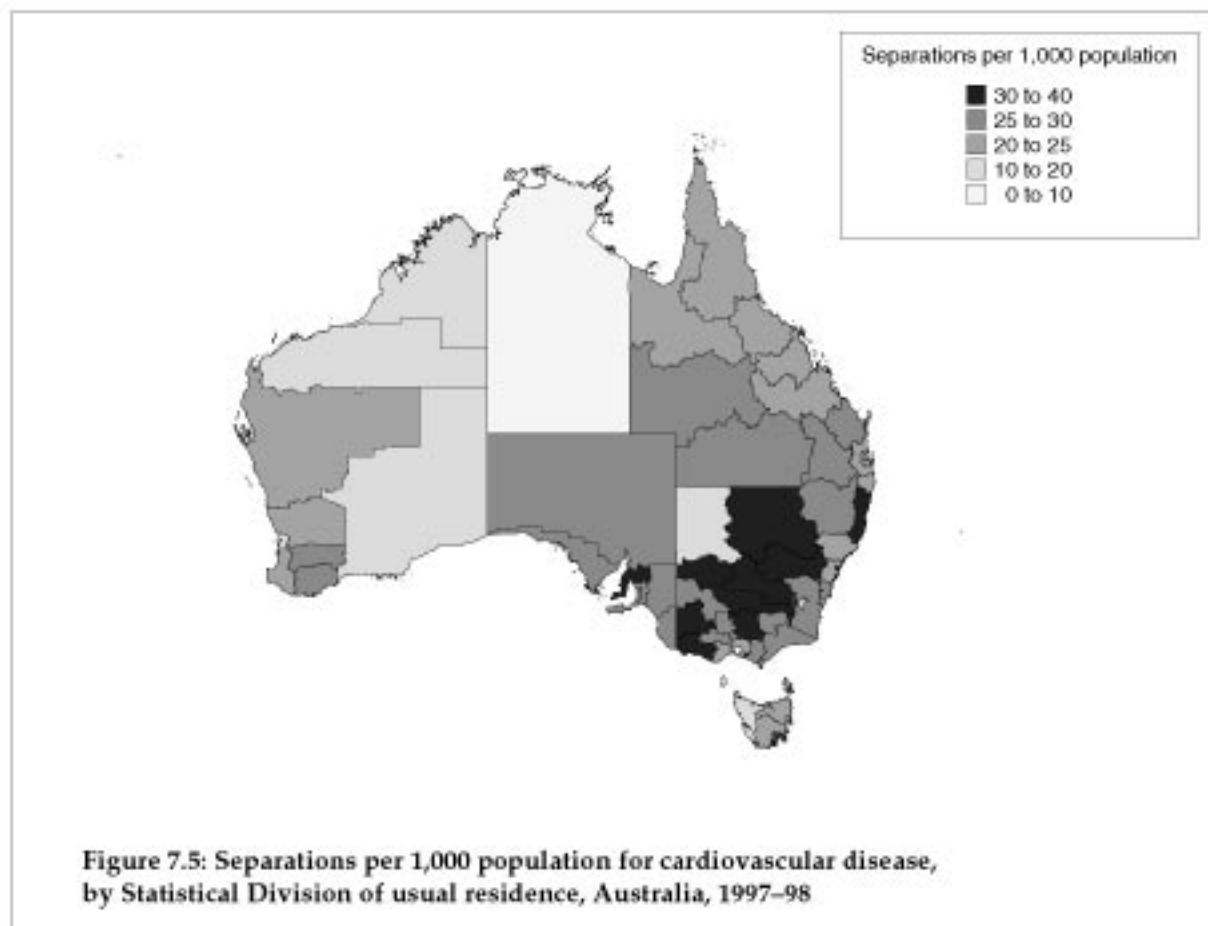 Separations per 1,000 population
30 to 40
25 to 30
20 to 25
10 to 20
0 to 10
Figure 7.5: Separations per 1,000 population for cardiovascular disease,
by Statistical Division of usual residence, Australia, 1997–98